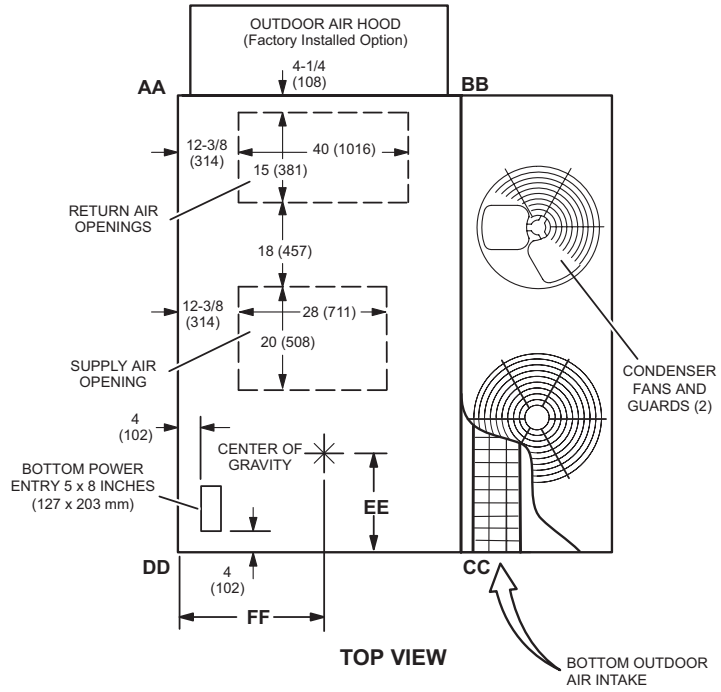 OUTDOOR AIR HOOD
(Factory Installed Option)
4-1/4
(108)
AA
BB
12-3/8
(314)
40 (1016)
15 (381)
RETURN AIR
OPENINGS
18 (457)
12-3/8
(314)
28 (711)
20 (508)
SUPPLY AIR
OPENING
CONDENSER
FANS AND
GUARDS (2)
4
(102)
CENTER OF
GRAVITY
BOTTOM POWER
ENTRY 5 x 8 INCHES
(127 x 203 mm)
EE
DD
4
(102)
CC
FF
TOP VIEW
BOTTOM OUTDOOR
AIR INTAKE